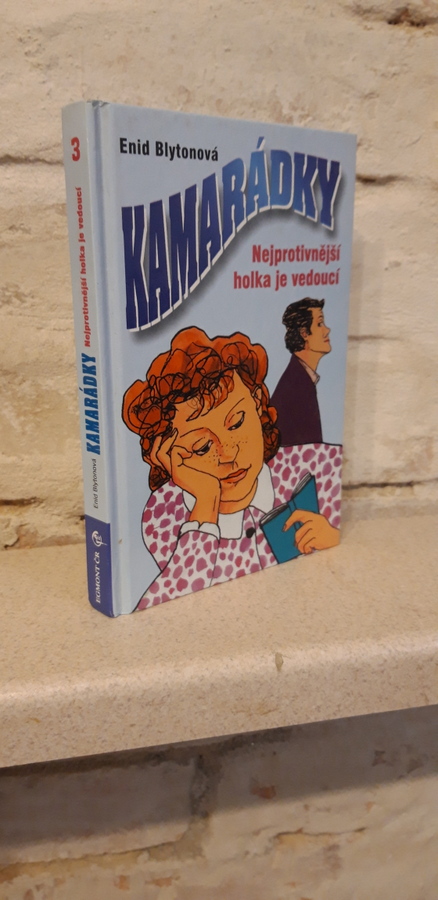 Enid Blytonová
KAMARÁDKY
Nejprotivnější
holka je vedoucí
3
Nejprotivnější holka je vedoucí
KAMARÁDKY
Enid Blytonová
EGMONT ČR